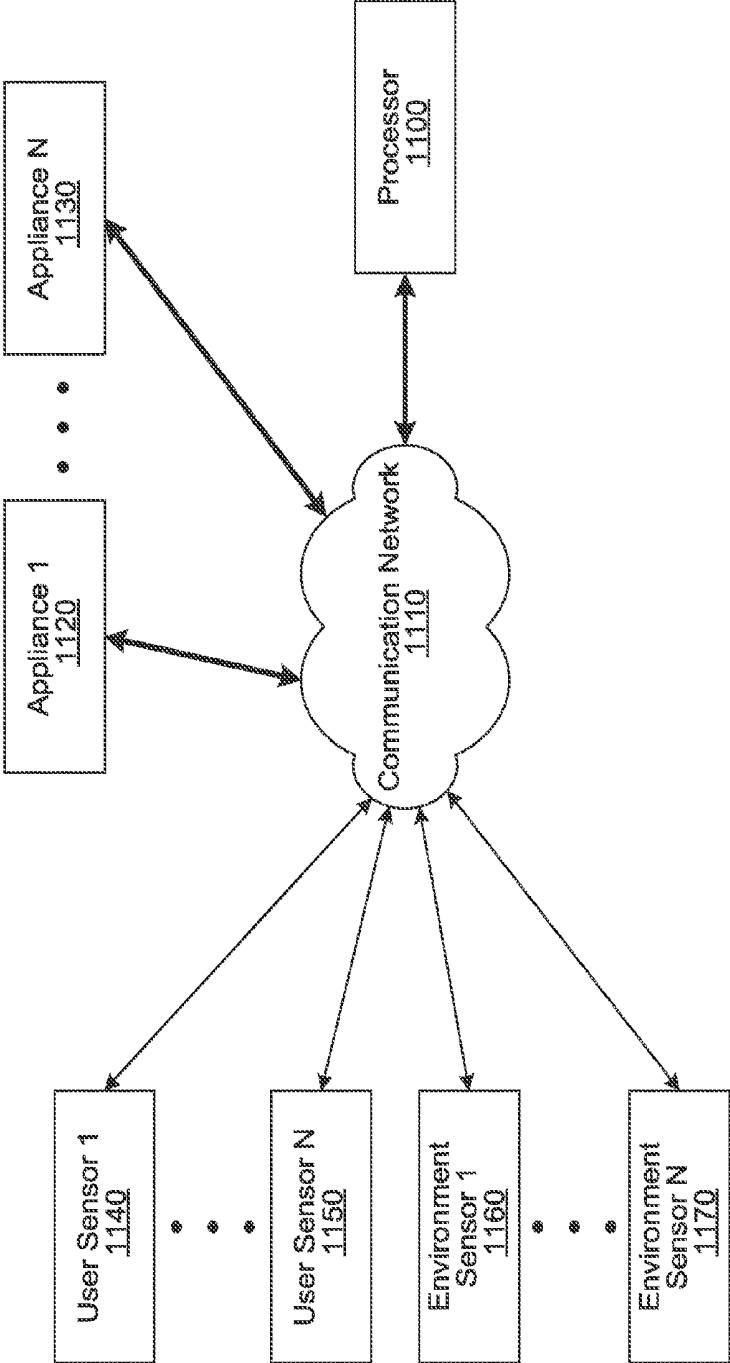 User Sensor 1
1140
User Sensor N
1150
Environment
Sensor 1
1160
Environment
Sensor N
1170
Appliance 1
1120
Appliance N
1130
Communication Network
1110
Processor
1100